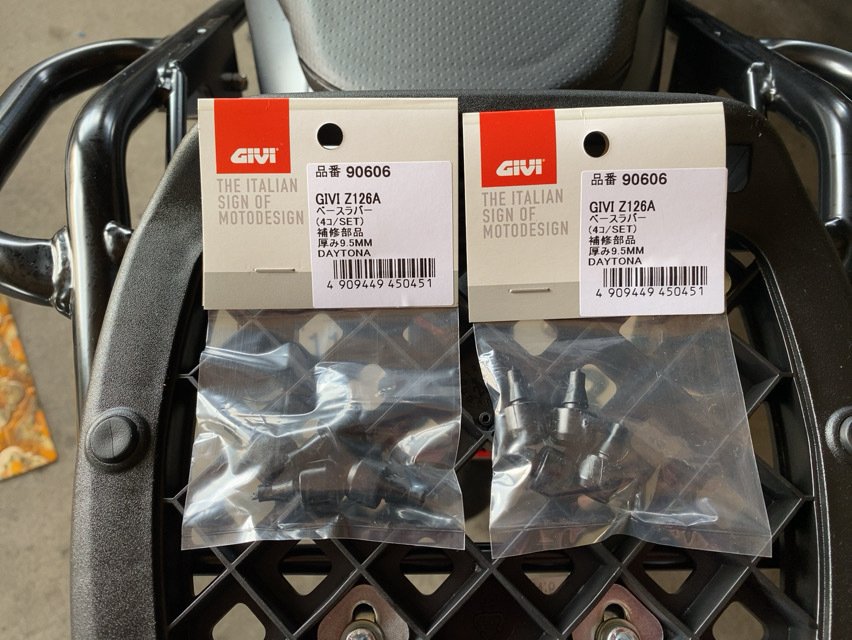 GIVI
THE ITALIAN
SIGN OF
MOTODESIGN
品番 90606
GIVI Z126A
ベースラバー
(4コ/SET)
補修部品
厚み9.5MM
DAYTONA
4 909449 450451
GIVI
THE ITALIAN
SIGN OF
MOTODESIGN
品番 90606
GIVI Z126A
ベースラバー
(4コ/SET)
補修部品
厚み9.5MM
DAYTONA
4 909449 450451